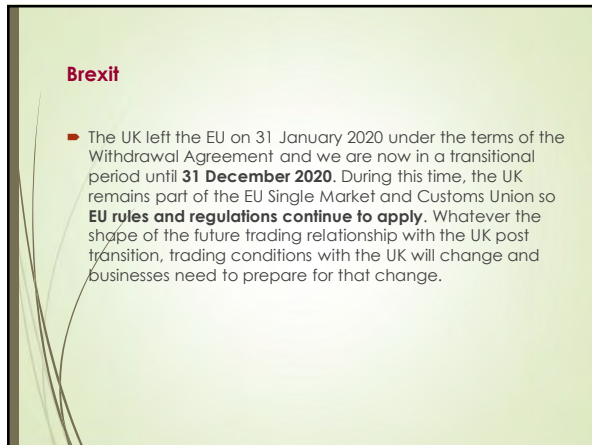 Brexit
The UK left the EU on 31 January 2020 under the terms of the
Withdrawal Agreement and we are now in a transitional
period until 31 December 2020. During this time, the UK
remains part of the EU Single Market and Customs Union so
EU rules and regulations continue to apply. Whatever the
shape of the future trading relationship with the UK post
transition, trading conditions with the UK will change and
businesses need to prepare for that change.